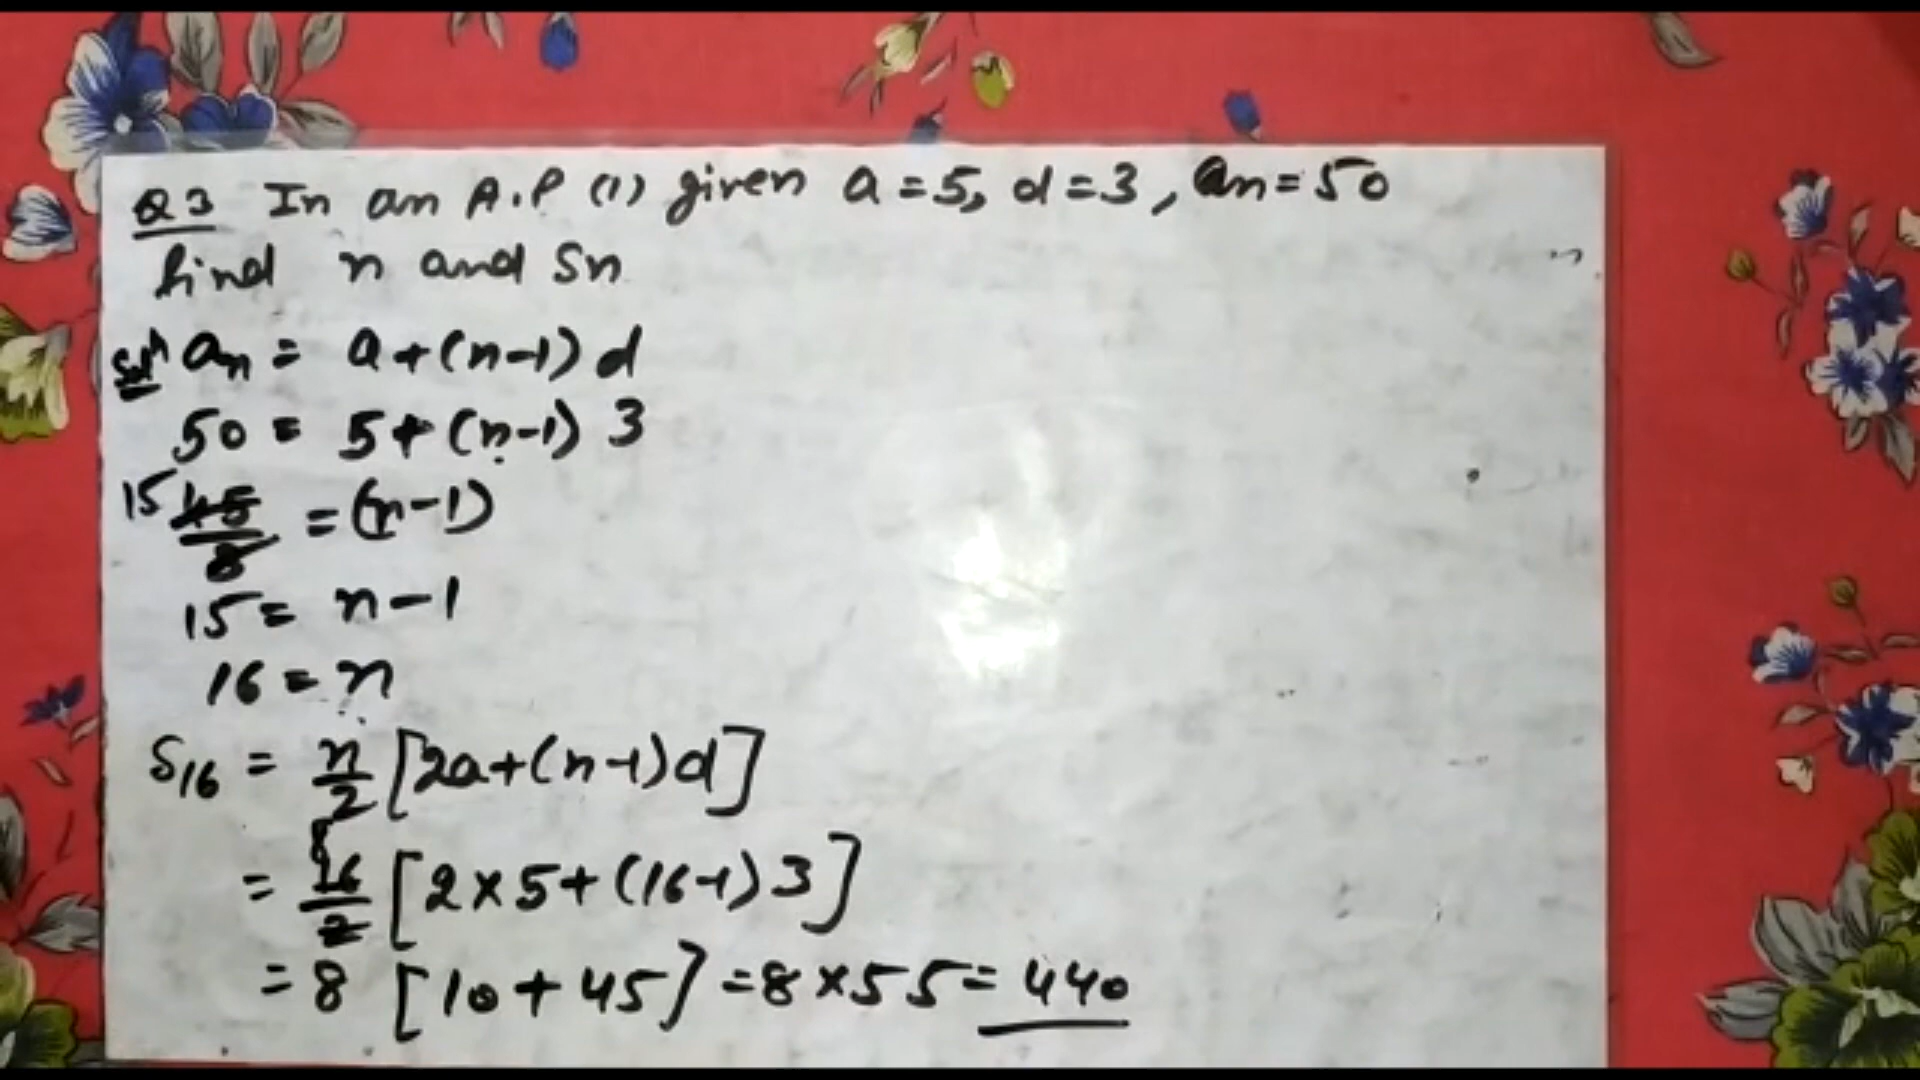 Q3 In an A.P (1) given a=5, d=3, an=50
find n and Sn
Solⁿ an = a+(n-1)d
50 = 5+(n-1) 3
15 45/3 = (n-1)
15 = n-1
16 = n
S16 = n/2 [2a+(n-1)d]
= 8 16/2 [2×5+(16-1)3]
= 8 [10+45] = 8×55 = 440